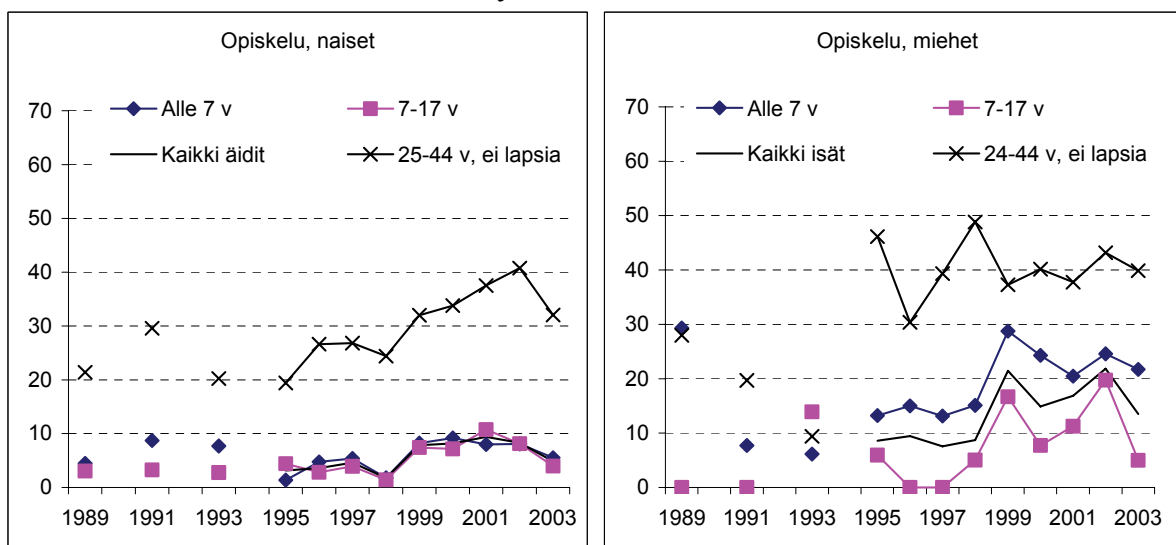 Opiskelu, naiset
Alle 7 v
7-17 v
Kaikki äidit
25-44 v, ei lapsia
70
60
50
40
30
20
10
0
1989 1991 1993 1995 1997 1999 2001 2003
Opiskelu, miehet
Alle 7 v
7-17 v
Kaikki isät
24-44 v, ei lapsia
70
60
50
40
30
20
10
0
1989 1991 1993 1995 1997 1999 2001 2003